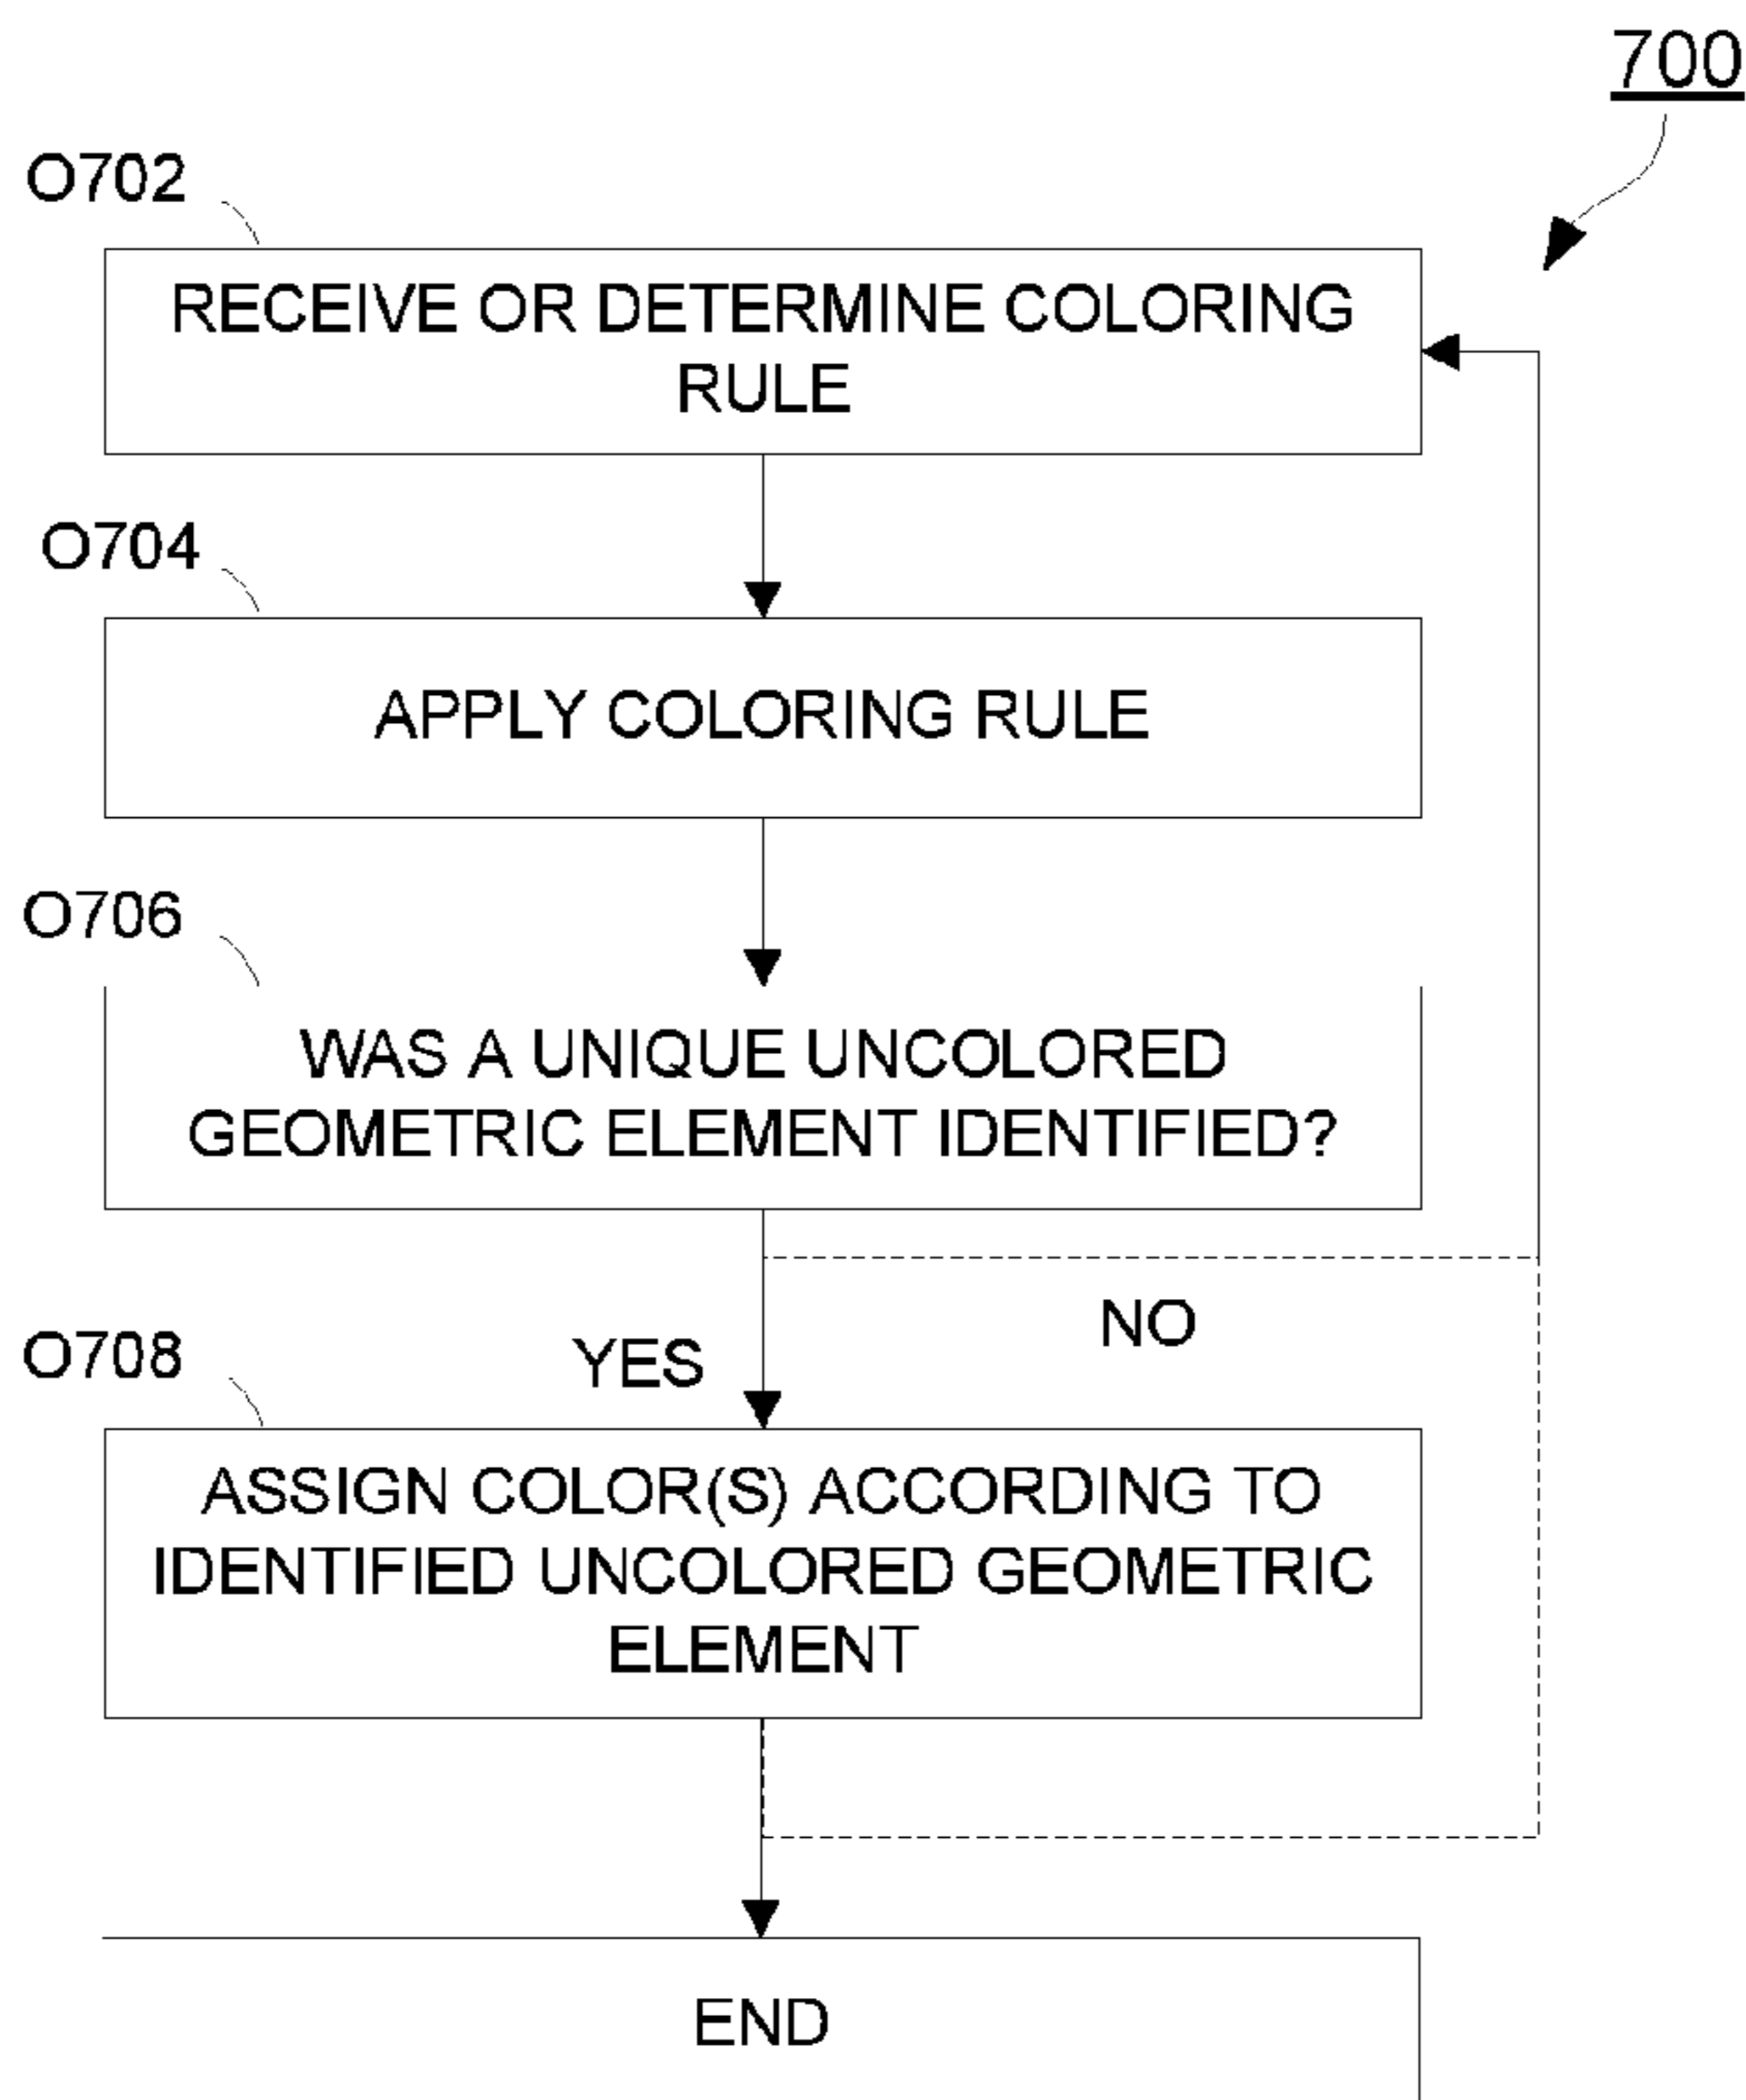 700
O702
RECEIVE OR DETERMINE COLORING
RULE
O704
APPLY COLORING RULE
O706
WAS A UNIQUE UNCOLORED
GEOMETRIC ELEMENT IDENTIFIED?
NO
YES
O708
ASSIGN COLOR(S) ACCORDING TO
IDENTIFIED UNCOLORED GEOMETRIC
ELEMENT
END